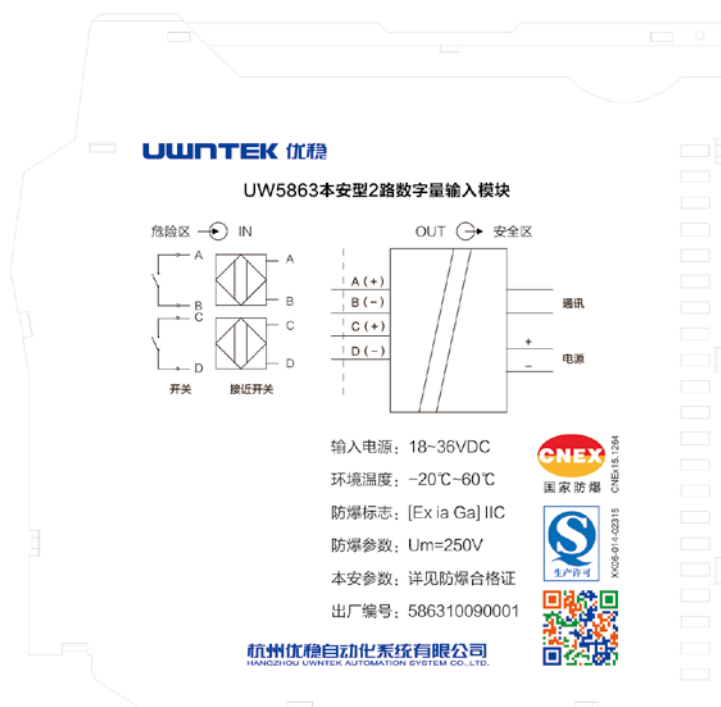 UWNTEK 优稳
UW5863本安型2路数字量输入模块
危险区 IN
OUT 安全区
A
B
C
D
A
B
C
D
开关
接近开关
A(+)
B(-)
C(+)
D(-)
通讯
+
电源
-
输入电源：18~36VDC
环境温度：-20℃~60℃
防爆标志：[Ex ia Ga] IIC
防爆参数：Um=250V
本安参数：详见防爆合格证
出厂编号：586310090001
CNEX
国家防爆
CNEx15.1264
生产许可
XK06-014-02315
杭州优稳自动化系统有限公司
HANGZHOU UWNTEK AUTOMATION SYSTEM CO.,LTD.